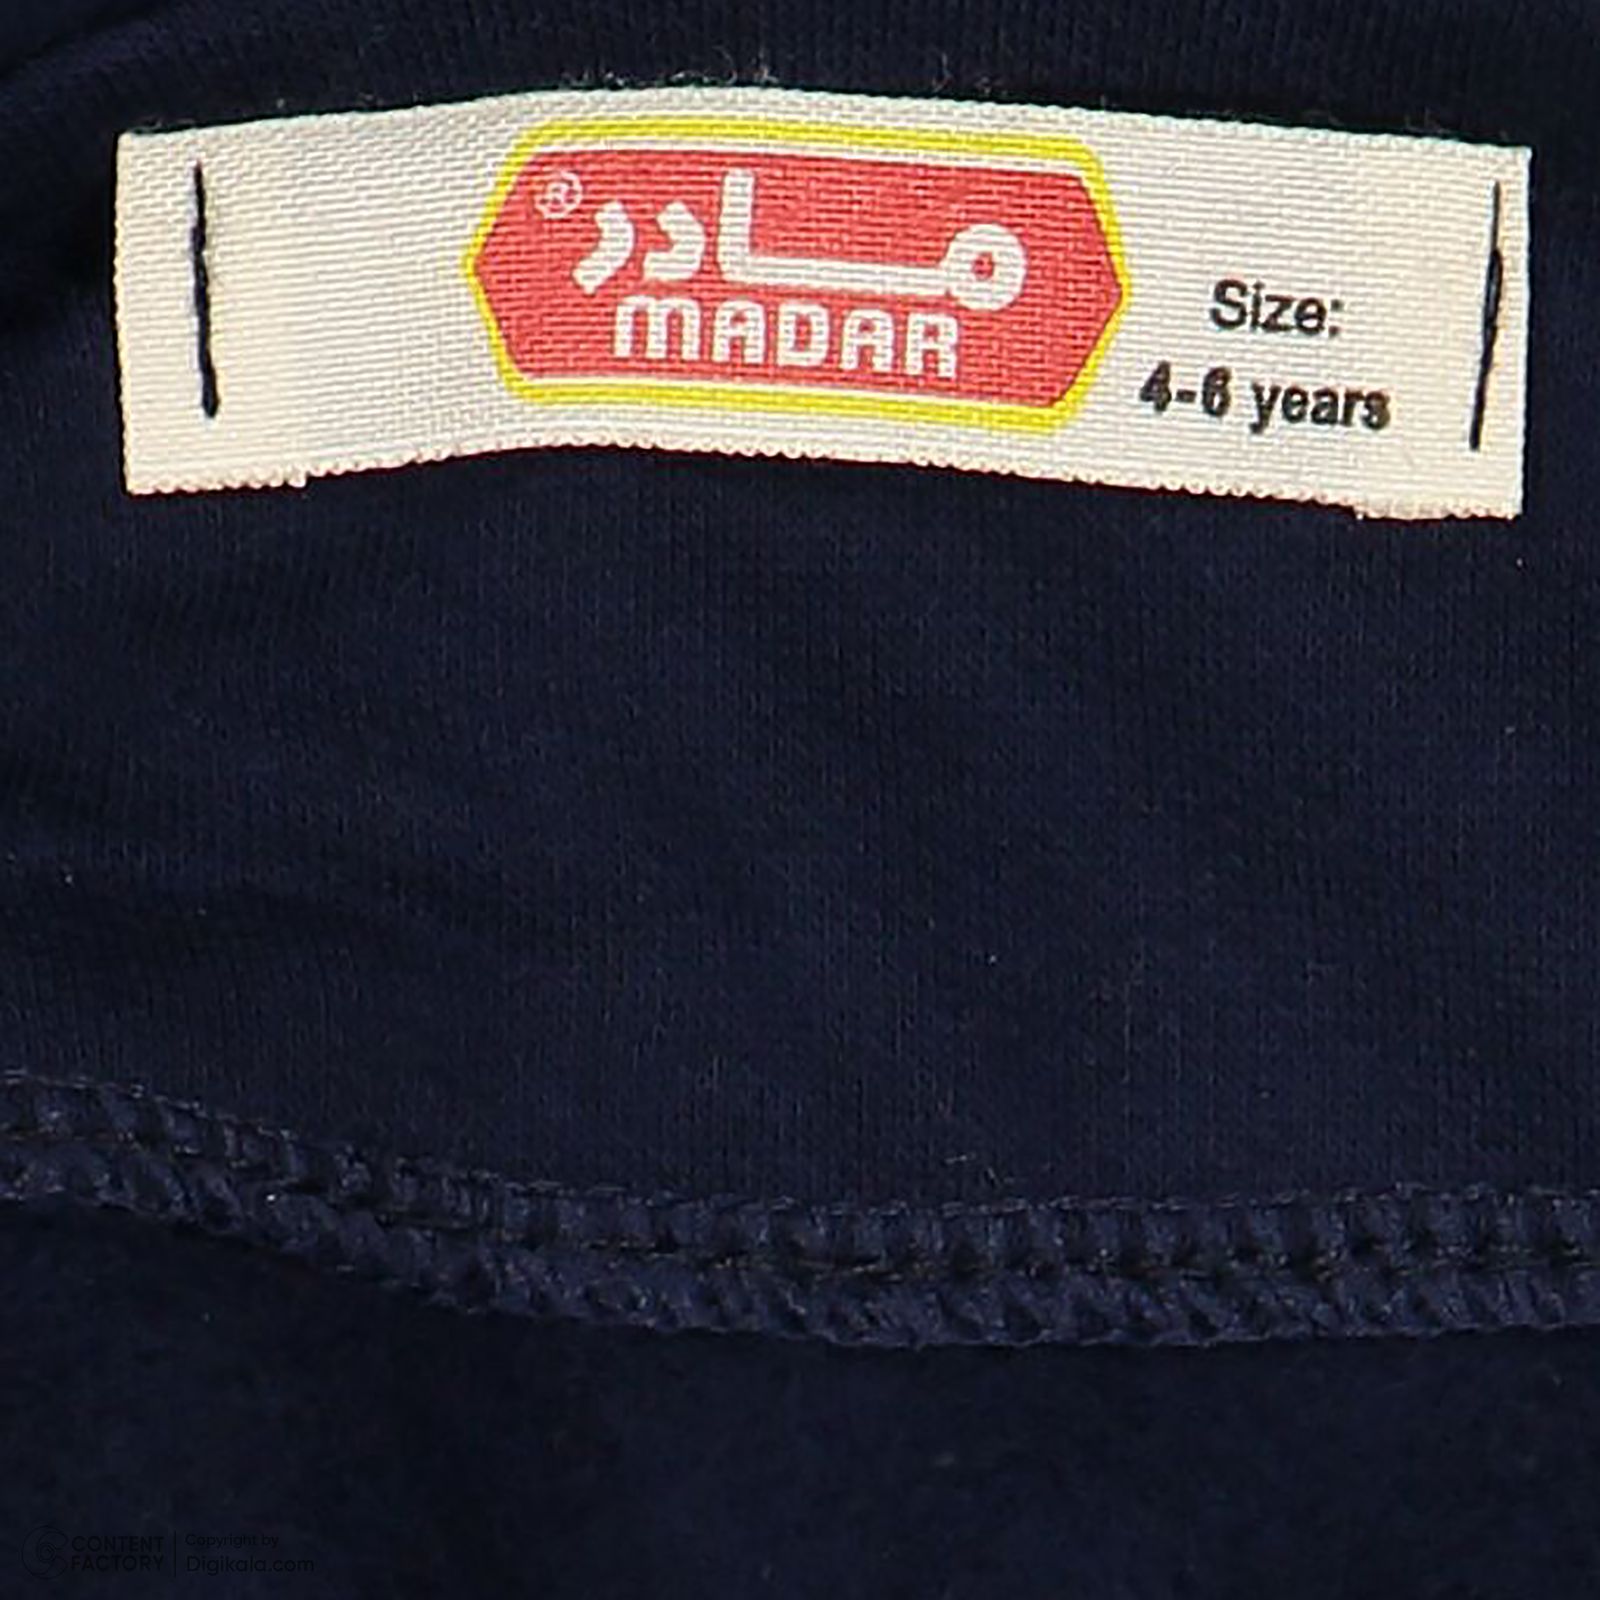 مادر®
MADAR
Size:
4-6 years
CONTENT FACTORY
Copyright by
Digikala.com